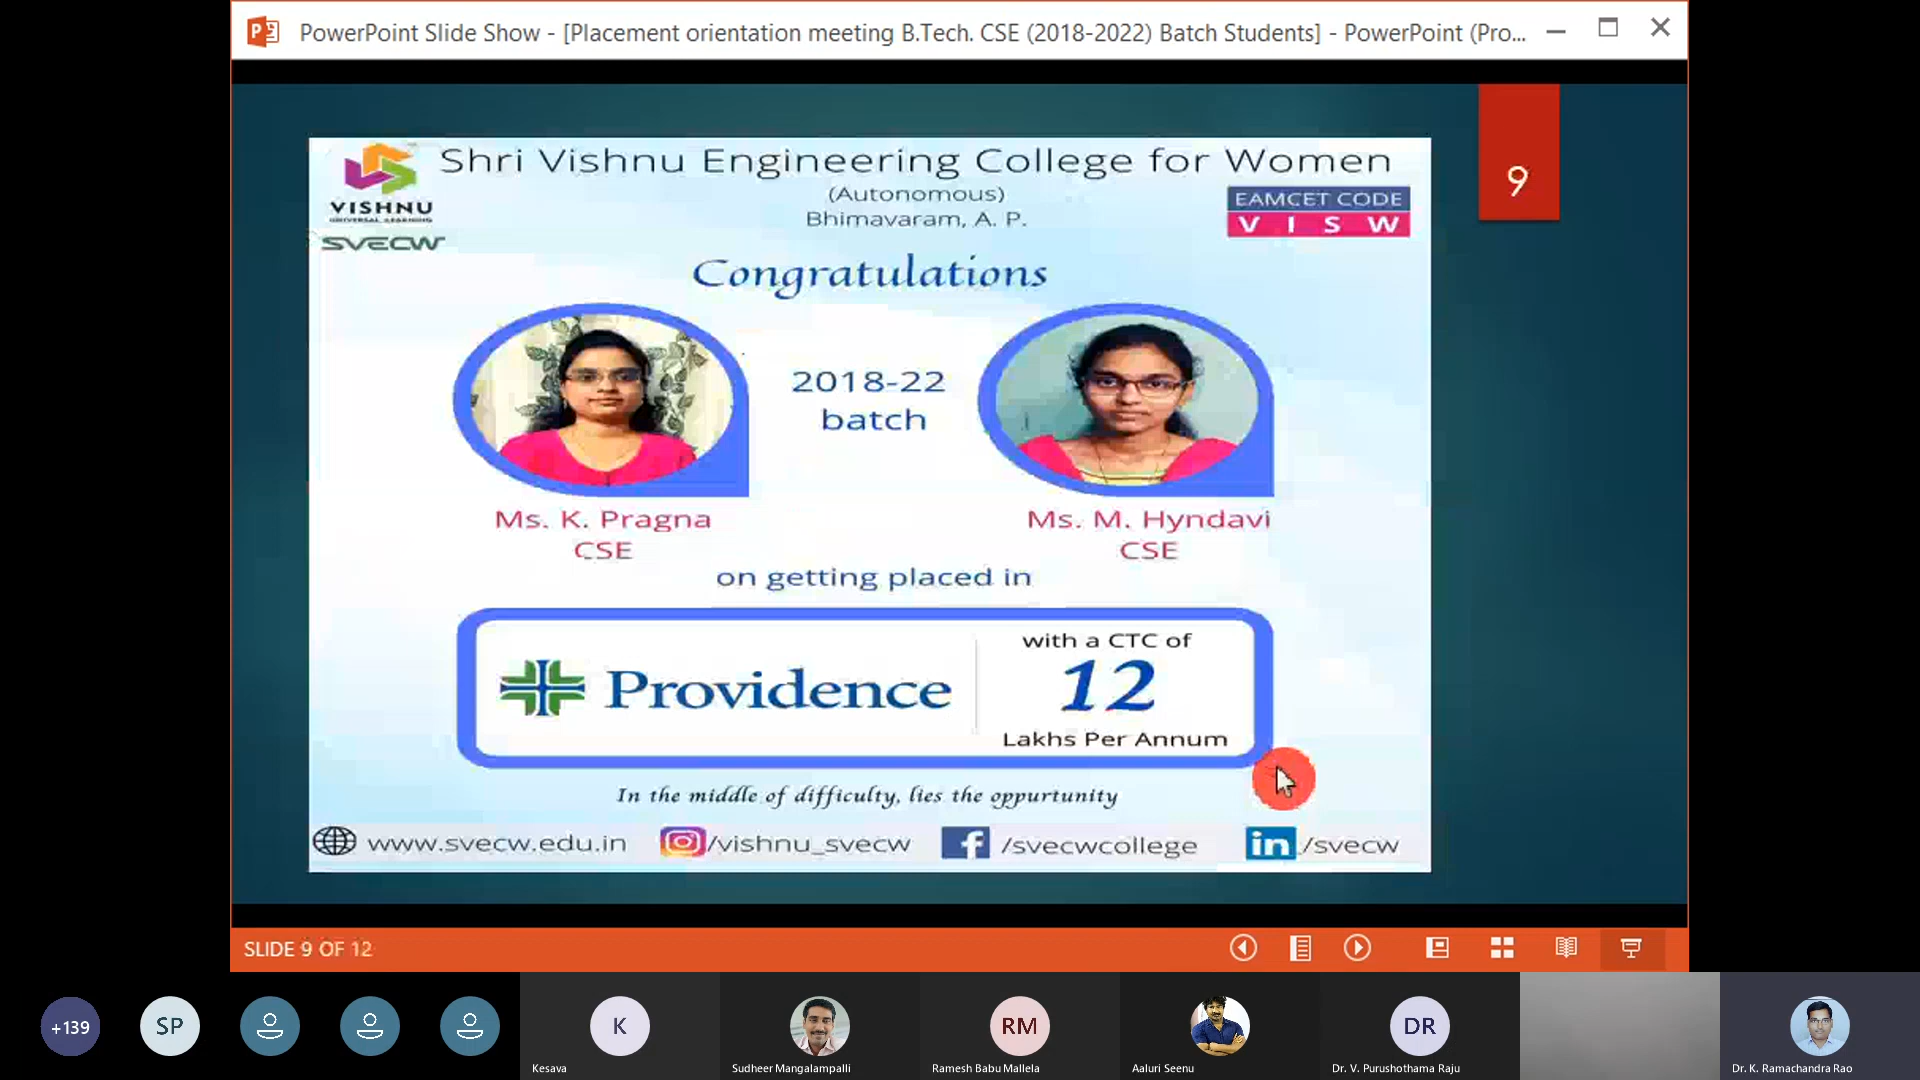 PowerPoint Slide Show - [Placement orientation meeting B.Tech. CSE (2018-2022) Batch Students] - PowerPoint (Pro...
9
Shri Vishnu Engineering College for Women
(Autonomous)
Bhimavaram, A. P.
VISHNU
UNIVERSAL LEARNING
SVECW
EAMCET CODE
V I S W
Congratulations
2018-22
batch
Ms. K. Pragna
CSE
Ms. M. Hyndavi
CSE
on getting placed in
Providence
with a CTC of
12
Lakhs Per Annum
In the middle of difficulty, lies the oppurtunity
www.svecw.edu.in
/vishnu_svecw
/svecwcollege
in /svecw
SLIDE 9 OF 12
+139
SP
K
RM
DR
Kesava
Sudheer Mangalampalli
Ramesh Babu Mallela
Aaluri Seenu
Dr. V. Purushothama Raju
Dr. K. Ramachandra Rao